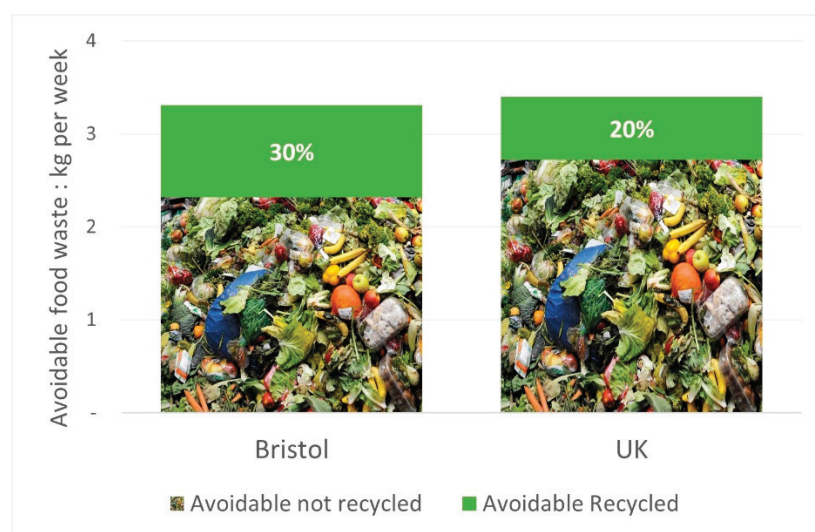 Avoidable food waste : kg per week
4
3
2
1
-
30%
20%
Bristol
UK
Avoidable not recycled
Avoidable Recycled